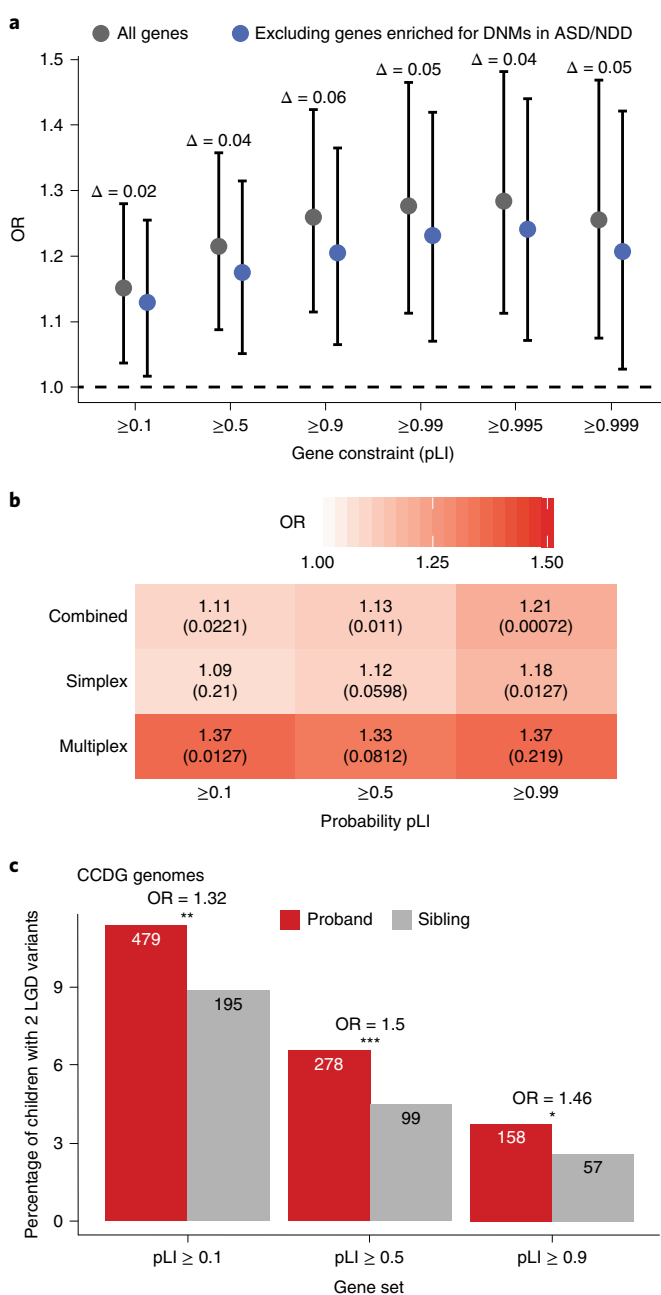 a
All genes
Excluding genes enriched for DNMs in ASD/NDD
1.5
1.4
1.3
1.2
1.1
1.0
OR
Δ = 0.02
Δ = 0.04
Δ = 0.06
Δ = 0.05
Δ = 0.04
Δ = 0.05
≥0.1 ≥0.5 ≥0.9 ≥0.99 ≥0.995 ≥0.999
Gene constraint (pLI)
b
OR
1.00 1.25 1.50
Combined
1.11 1.13 1.21
(0.0221) (0.011) (0.00072)
Simplex
1.09 1.12 1.18
(0.21) (0.0598) (0.0127)
Multiplex
1.37 1.33 1.37
(0.0127) (0.0812) (0.219)
≥0.1 ≥0.5 ≥0.99
Probability pLI
c
CCDG genomes
Proband
Sibling
Percentage of children with 2 LGD variants
9
6
3
0
OR = 1.32
**
479
195
OR = 1.5
***
278
99
OR = 1.46
*
158
57
pLI ≥ 0.1 pLI ≥ 0.5 pLI ≥ 0.9
Gene set